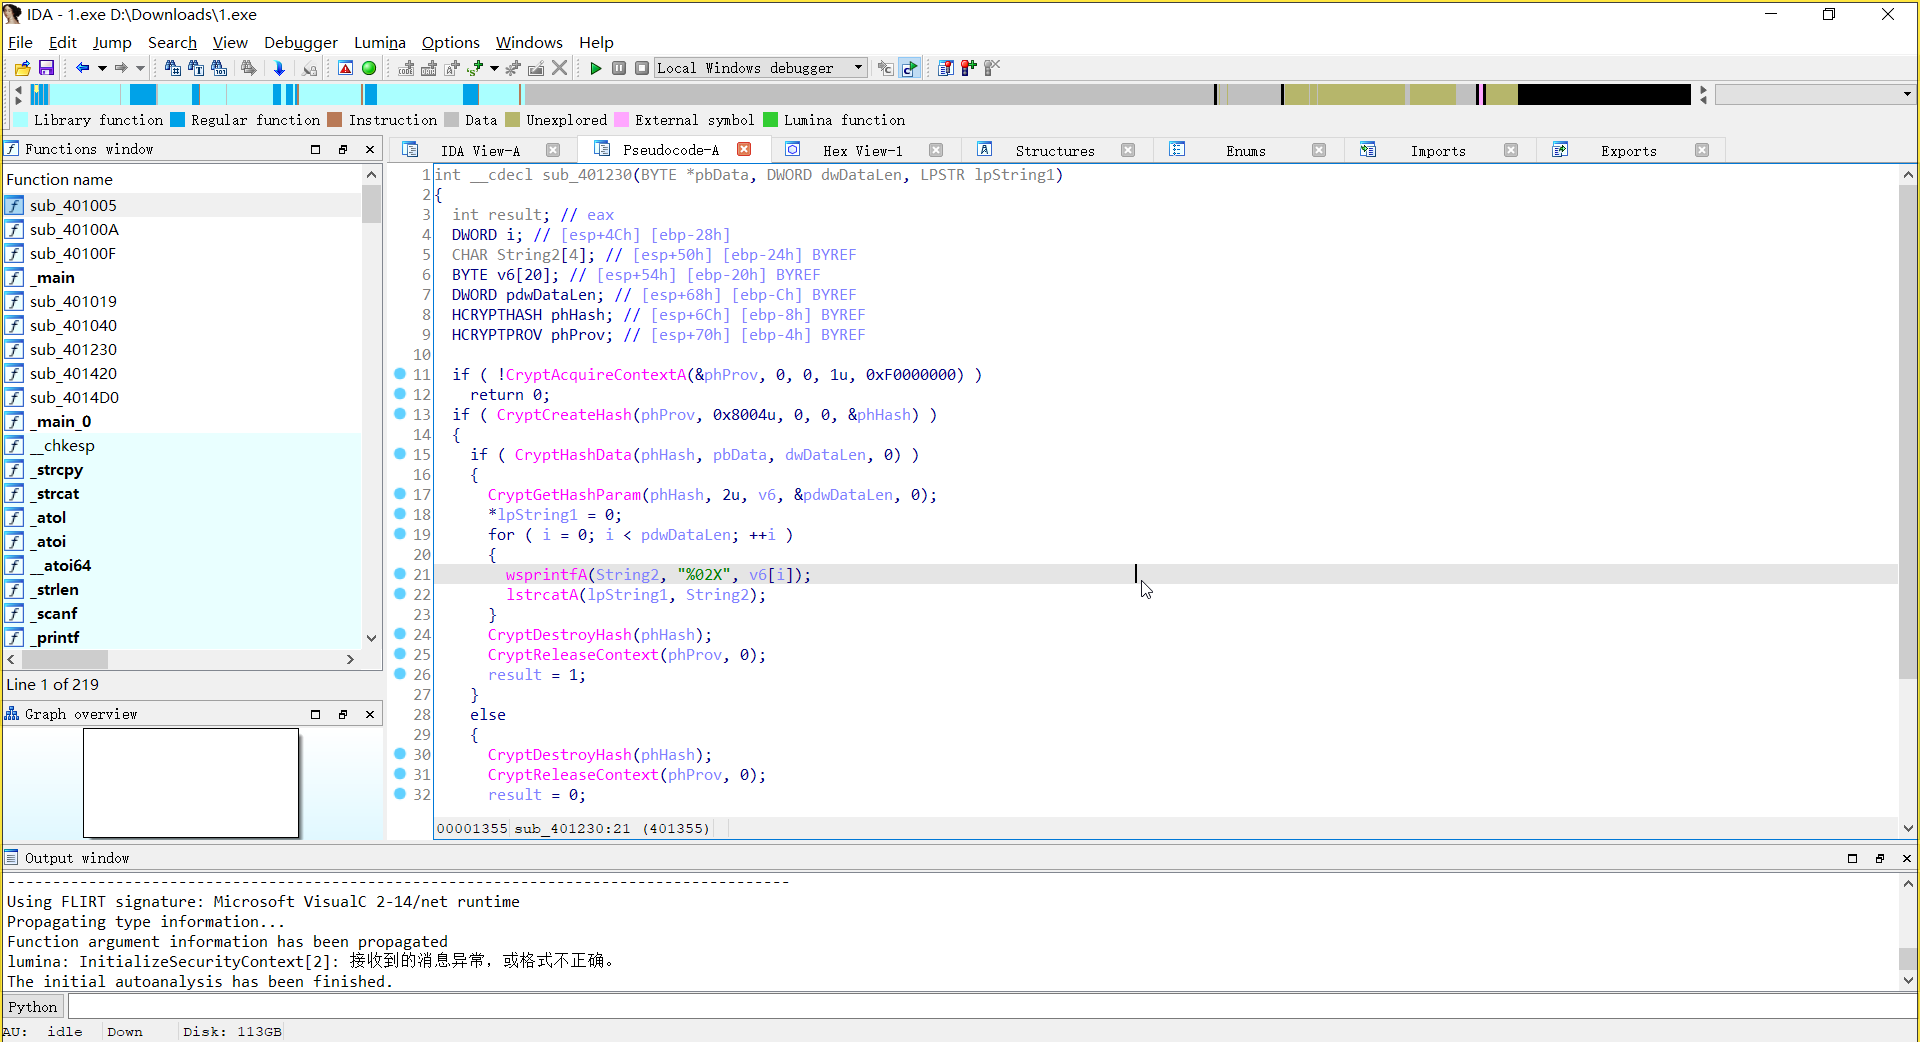 IDA - 1.exe D:\Downloads\1.exe
File Edit Jump Search View Debugger Lumina Options Windows Help
Local Windows debugger
Library function Regular function Instruction Data Unexplored External symbol Lumina function
Functions window
IDA View-A Pseudocode-A Hex View-1 Structures Enums Imports Exports
Function name
sub_401005
sub_40100A
sub_40100F
_main
sub_401019
sub_401040
sub_401230
sub_401420
sub_4014D0
_main_0
__chkesp
_strcpy
_strcat
_atol
_atoi
__atoi64
_strlen
_scanf
_printf
Line 1 of 219
Graph overview
1 int __cdecl sub_401230(BYTE *pbData, DWORD dwDataLen, LPSTR lpString1)
2 {
3 int result; // eax
4 DWORD i; // [esp+4Ch] [ebp-28h]
5 CHAR String2[4]; // [esp+50h] [ebp-24h] BYREF
6 BYTE v6[20]; // [esp+54h] [ebp-20h] BYREF
7 DWORD pdwDataLen; // [esp+68h] [ebp-Ch] BYREF
8 HCRYPTHASH phHash; // [esp+6Ch] [ebp-8h] BYREF
9 HCRYPTPROV phProv; // [esp+70h] [ebp-4h] BYREF
10
11 if ( !CryptAcquireContextA(&phProv, 0, 0, 1u, 0xF0000000) )
12 return 0;
13 if ( CryptCreateHash(phProv, 0x8004u, 0, 0, &phHash) )
14 {
15 if ( CryptHashData(phHash, pbData, dwDataLen, 0) )
16 {
17 CryptGetHashParam(phHash, 2u, v6, &pdwDataLen, 0);
18 *lpString1 = 0;
19 for ( i = 0; i < pdwDataLen; ++i )
20 {
21 wsprintfA(String2, "%02X", v6[i]);
22 lstrcatA(lpString1, String2);
23 }
24 CryptDestroyHash(phHash);
25 CryptReleaseContext(phProv, 0);
26 result = 1;
27 }
28 else
29 {
30 CryptDestroyHash(phHash);
31 CryptReleaseContext(phProv, 0);
32 result = 0;
00001355 sub_401230:21 (401355)
Output window
---------------------------------------------------------------------------------------
Using FLIRT signature: Microsoft VisualC 2-14/net runtime
Propagating type information...
Function argument information has been propagated
lumina: InitializeSecurityContext[2]: 接收到的消息异常，或格式不正确。
The initial autoanalysis has been finished.
Python
AU: idle Down Disk: 113GB